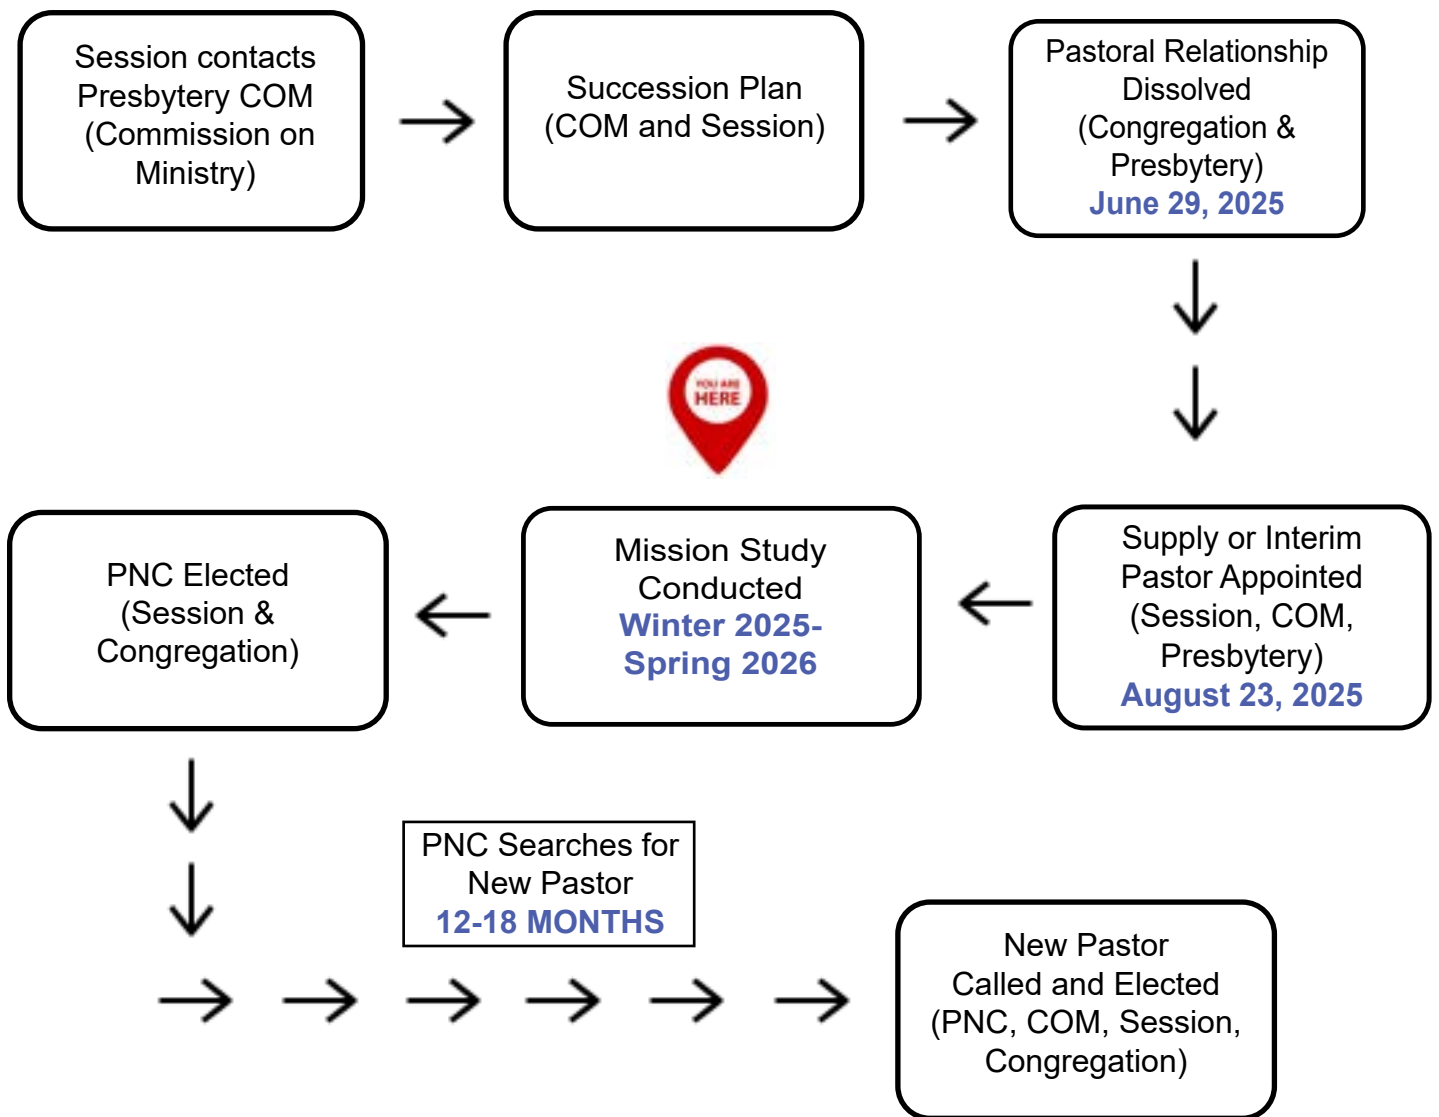 Session contacts
Presbytery COM
(Commission on
Ministry)
Succession Plan
(COM and Session)
Pastoral Relationship
Dissolved
(Congregation &
Presbytery)
June 29, 2025
YOU ARE
HERE
Supply or Interim
Pastor Appointed
(Session, COM,
Presbytery)
August 23, 2025
Mission Study
Conducted
Winter 2025-
Spring 2026
PNC Elected
(Session &
Congregation)
PNC Searches for
New Pastor
12-18 MONTHS
New Pastor
Called and Elected
(PNC, COM, Session,
Congregation)